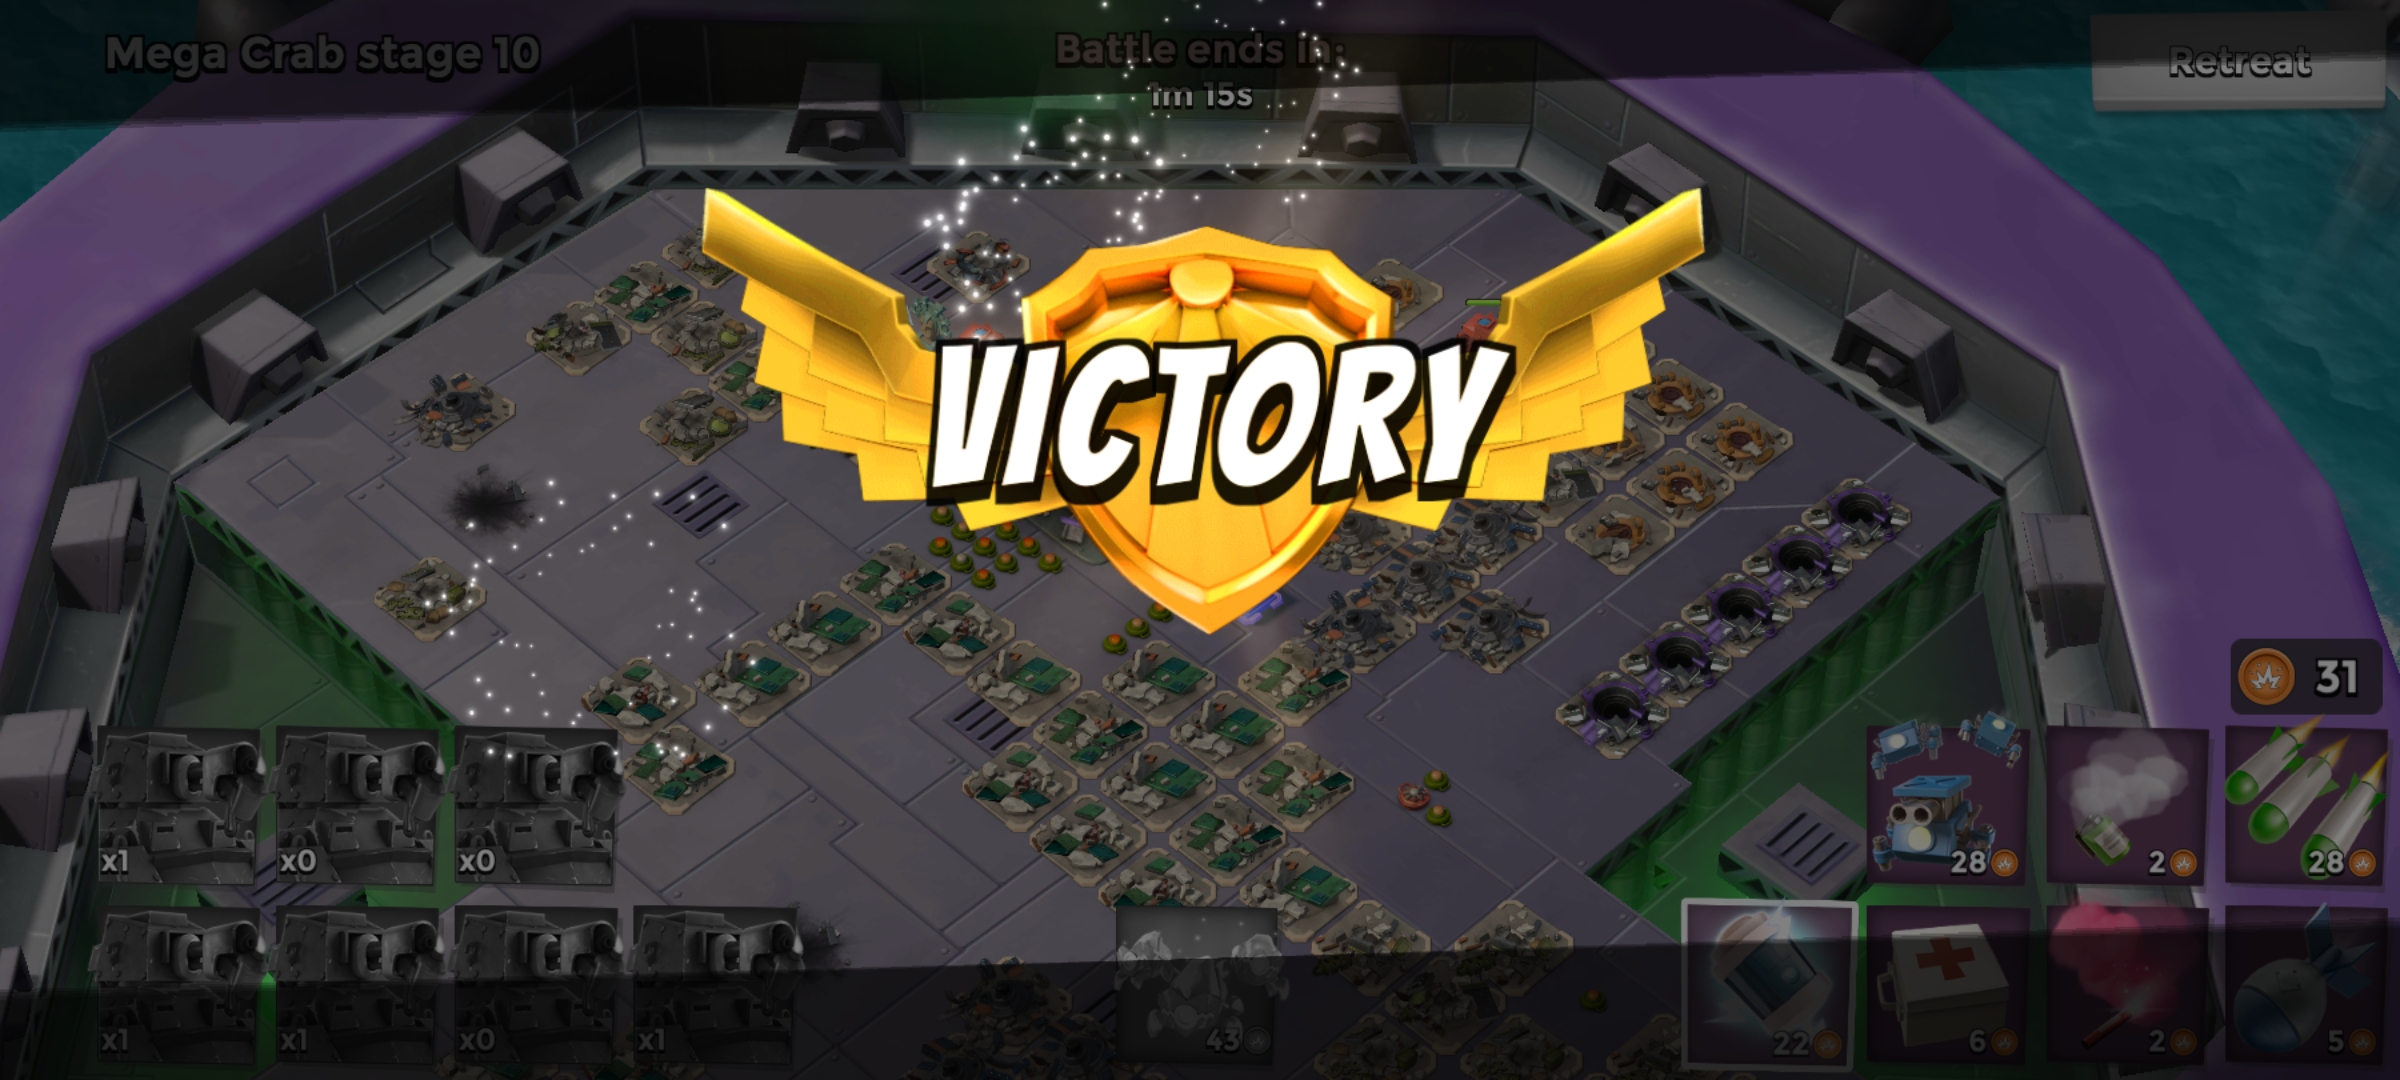 Mega Crab stage 10
Battle ends in:
1m 15s
Retreat
VICTORY
31
x1
x0
x0
28
2
28
x1
x1
x0
x1
43
22
6
2
5